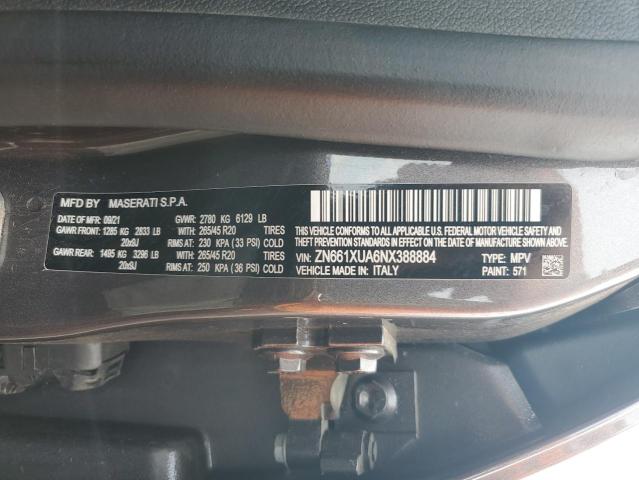 MFD BY MASERATI S.P.A.
DATE OF MFR: 09/21 GVWR: 2780 KG 6129 LB
GAWR FRONT: 1285 KG 2833 LB WITH 265/45 R20 TIRES
20x9J RIMS AT 230 KPA (33 PSI) COLD
GAWR REAR: 1495 KG 3296 LB WITH 265/45 R20 TIRES
20x9J RIMS AT 250 KPA (36 PSI) COLD
THIS VEHICLE CONFORMS TO ALL APPLICABLE U.S. FEDERAL MOTOR VEHICLE SAFETY
BUMPER, AND THEFT PREVENTION STANDARDS IN EFFECT
ON THE DATE OF MANUFACTURE SHOWN ABOVE.
VIN: ZN661XUA6NX388884 TYPE: MPV
VEHICLE MADE IN: ITALY PAINT: 571